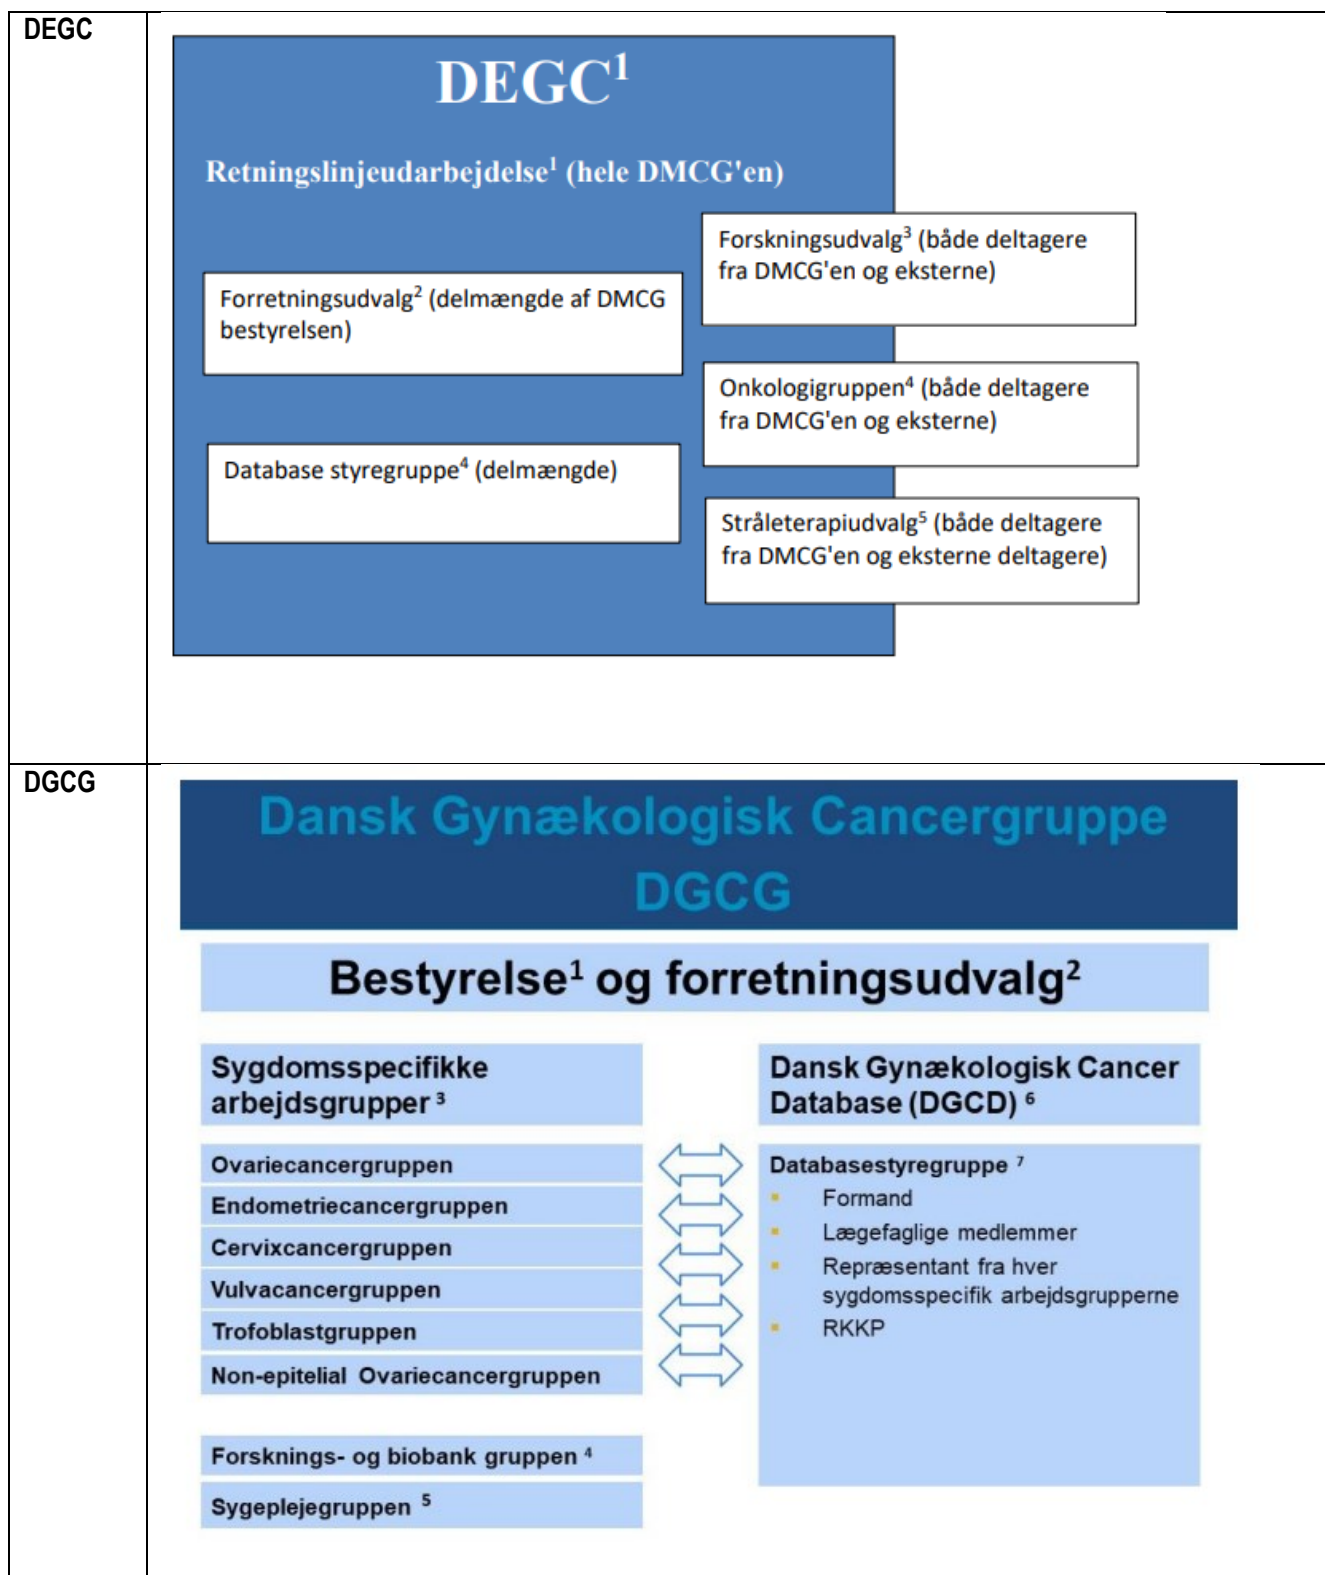 DEGC
DEGC¹
Retningslinjeudarbejdelse¹ (hele DMCG'en)
Forskningsudvalg³ (både deltagere
fra DMCG'en og eksterne)
Forretningsudvalg² (delmængde af DMCG
bestyrelsen)
Onkologigruppen⁴ (både deltagere
fra DMCG'en og eksterne)
Database styregruppe⁴ (delmængde)
Stråleterapiudvalg⁵ (både deltagere
fra DMCG'en og eksterne deltagere)
DGCG
Dansk Gynækologisk Cancergruppe
DGCG
Bestyrelse¹ og forretningsudvalg²
Sygdomsspecifikke
arbejdsgrupper ³
Ovariecancergruppen
Endometriecancergruppen
Cervixcancergruppen
Vulvacancergruppen
Trofoblastgruppen
Non-epitelial Ovariecancergruppen
Forsknings- og biobank gruppen ⁴
Sygeplejegruppen ⁵
Dansk Gynækologisk Cancer
Database (DGCD) ⁶
Databasestyregruppe ⁷
▪ Formand
▪ Lægefaglige medlemmer
▪ Repræsentant fra hver
sygdomsspecifik arbejdsgrupperne
▪ RKKP